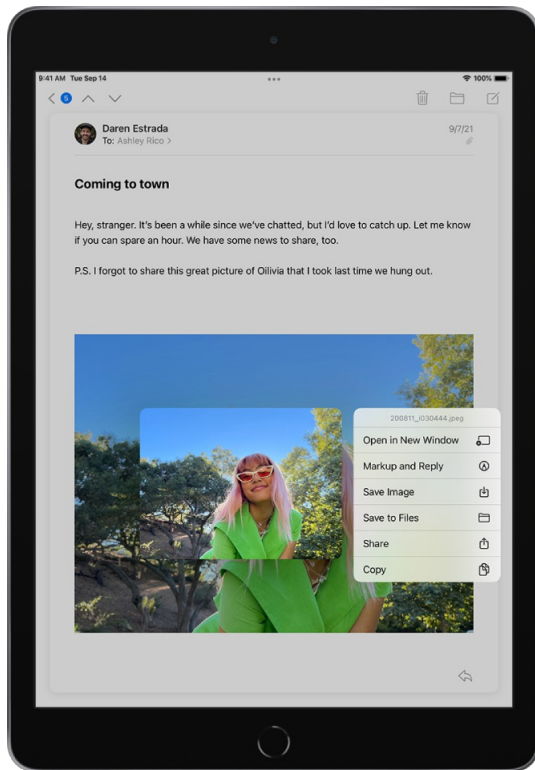 9:41 AM Tue Sep 14
100%
5
Daren Estrada
9/7/21
To: Ashley Rico >
Coming to town
Hey, stranger. It's been a while since we've chatted, but I'd love to catch up. Let me know
if you can spare an hour. We have some news to share, too.
P.S. I forgot to share this great picture of Oilivia that I took last time we hung out.
200811_i030444.jpeg
Open in New Window
Markup and Reply
Save Image
Save to Files
Share
Copy